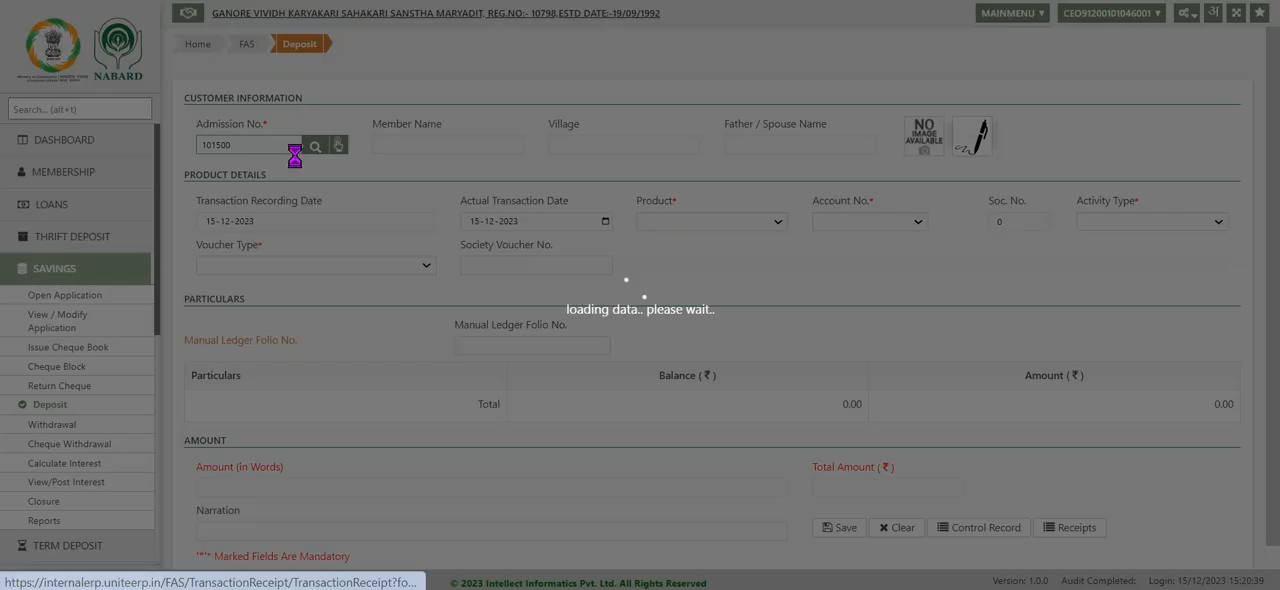 GANORE VIVIDH KARYAKARI SAHAKARI SANSTHA MARYADIT, REG.NO:- 10798,ESTD DATE:-19/09/1992
MAINMENU ▾
CEO91200101046001 ▾
अ
Home
FAS
Deposit
NABARD
Search... (alt+t)
DASHBOARD
MEMBERSHIP
LOANS
THRIFT DEPOSIT
SAVINGS
Open Application
View / Modify
Application
Issue Cheque Book
Cheque Block
Return Cheque
Deposit
Withdrawal
Cheque Withdrawal
Calculate Interest
View/Post Interest
Closure
Reports
TERM DEPOSIT
CUSTOMER INFORMATION
Admission No.*
Member Name
Village
Father / Spouse Name
101500
NO
IMAGE
AVAILABLE
PRODUCT DETAILS
Transaction Recording Date
Actual Transaction Date
Product*
Account No.*
Soc. No.
Activity Type*
15-12-2023
15-12-2023
0
Voucher Type*
Society Voucher No.
loading data.. please wait..
PARTICULARS
Manual Ledger Folio No.
Manual Ledger Folio No.
Particulars
Balance ( ₹ )
Amount ( ₹ )
Total
0.00
0.00
AMOUNT
Amount (in Words)
Total Amount ( ₹ )
Narration
Save
Clear
Control Record
Receipts
'*'* Marked Fields Are Mandatory
https://internalerp.uniteerp.in/FAS/TransactionReceipt/TransactionReceipt?fo...
© 2023 Intellect Informatics Pvt. Ltd. All Rights Reserved
Version: 1.0.0
Audit Completed:
Login: 15/12/2023 15:20:39